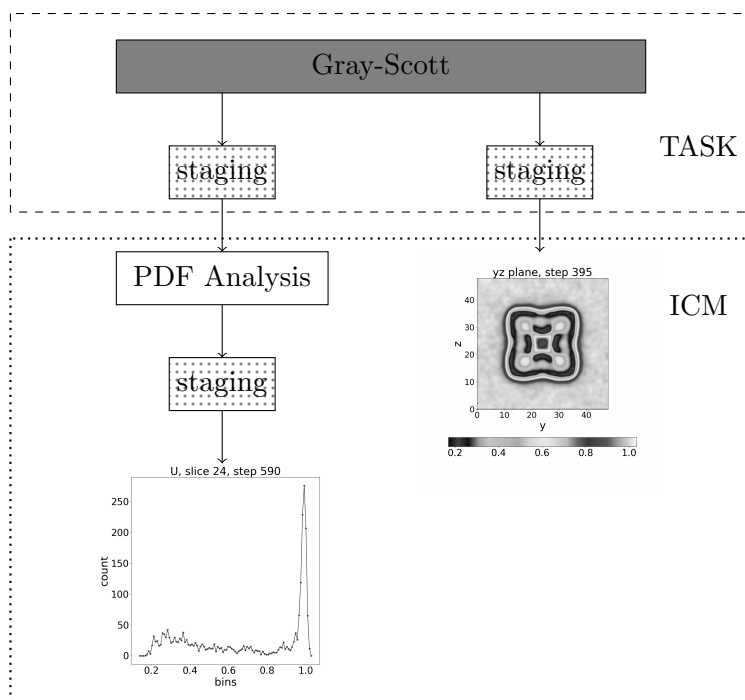 Gray-Scott
TASK
staging
staging
PDF Analysis
ICM
staging
yz plane, step 395
40
30
20
10
0
z
0 10 20 30 40
y
0.2 0.4 0.6 0.8 1.0
U, slice 24, step 590
250
200
150
100
50
0
count
0.2 0.4 0.6 0.8 1.0
bins